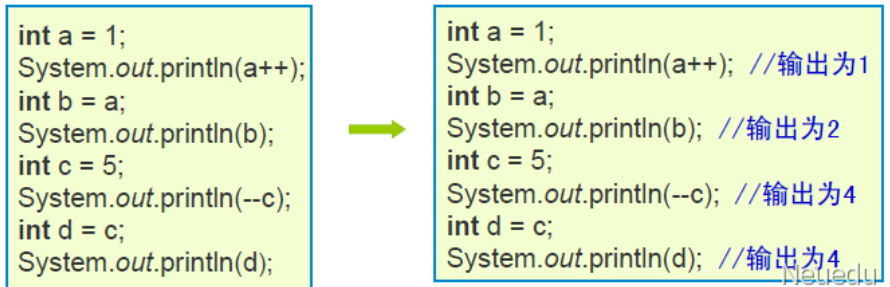 int a = 1;
System.out.println(a++);
int b = a;
System.out.println(b);
int c = 5;
System.out.println(--c);
int d = c;
System.out.println(d);
int a = 1;
System.out.println(a++); //输出为1
int b = a;
System.out.println(b); //输出为2
int c = 5;
System.out.println(--c); //输出为4
int d = c;
System.out.println(d); //输出为4
Neuedu